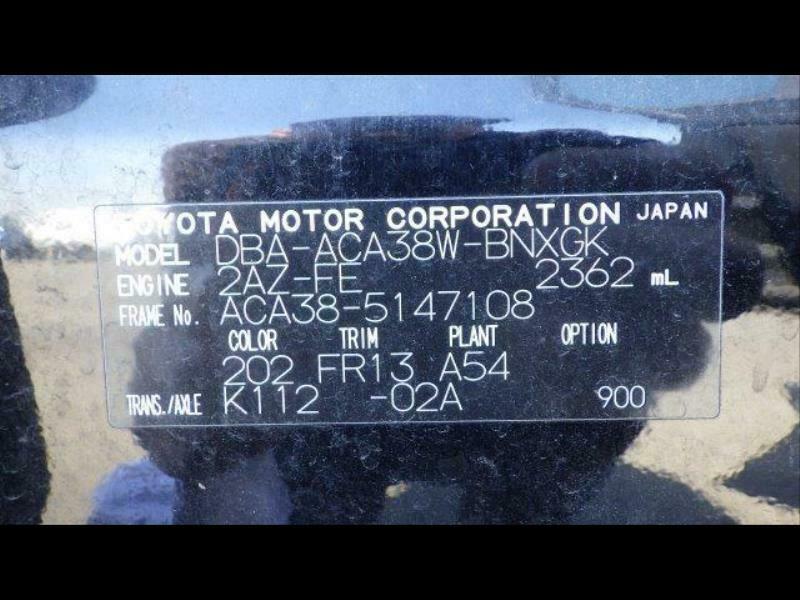 TOYOTA MOTOR CORPORATION JAPAN
MODEL DBA-ACA38W-BNXGK
ENGINE 2AZ-FE 2362 mL
FRAME No. ACA38-5147108
COLOR TRIM PLANT OPTION
202 FR13 A54
TRANS./AXLE K112 -02A 900